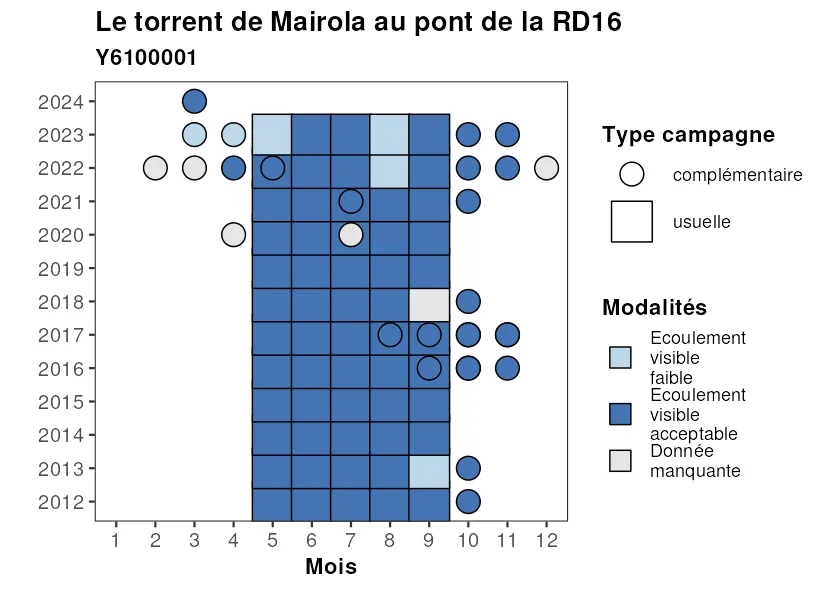 Le torrent de Mairola au pont de la RD16
Y6100001
2024
2023
2022
2021
2020
2019
2018
2017
2016
2015
2014
2013
2012
1 2 3 4 5 6 7 8 9 10 11 12
Mois
Type campagne
complémentaire
usuelle
Modalités
Ecoulement
visible
faible
Ecoulement
visible
acceptable
Donnée
manquante